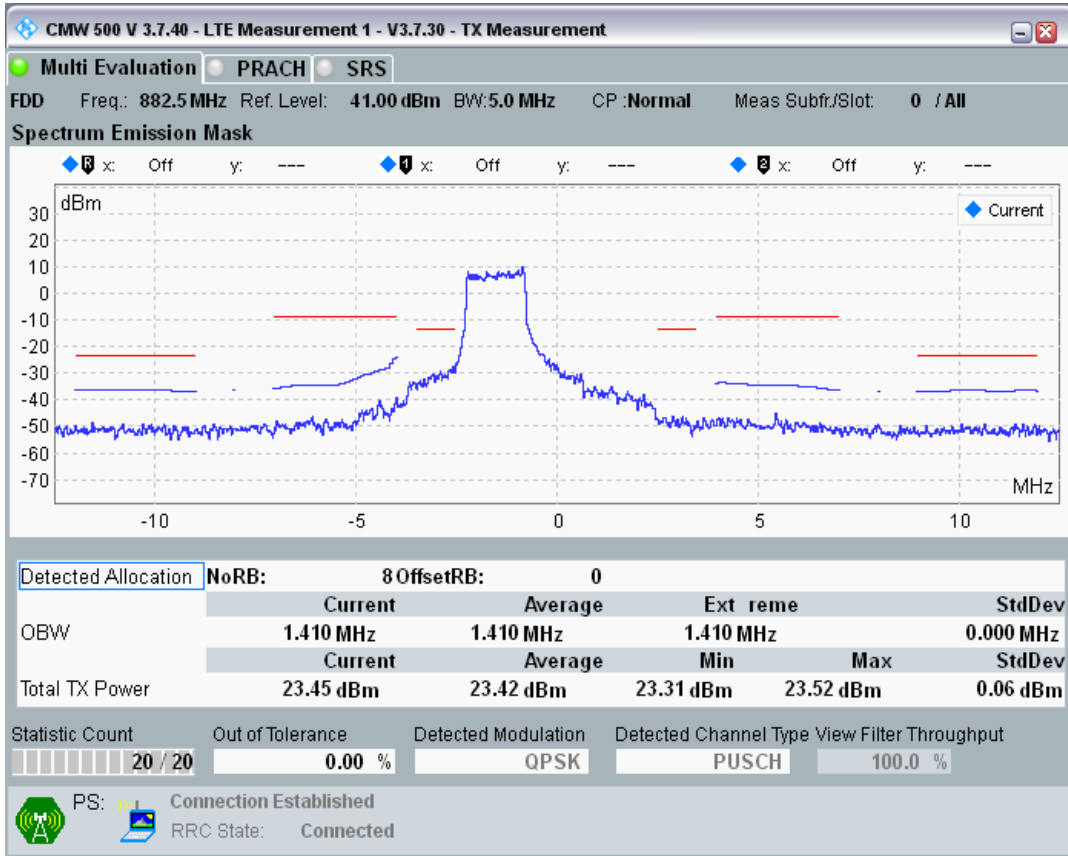 CMW 500 V 3.7.40 - LTE Measurement 1 - V3.7.30 - TX Measurement
Multi Evaluation PRACH SRS
FDD Freq.: 882.5 MHz Ref. Level: 41.00 dBm BW: 5.0 MHz CP : Normal Meas Subfr./Slot: 0 / All
Spectrum Emission Mask
R x: Off y: --- 1 x: Off y: --- 2 x: Off y: ---
dBm
Current
30
20
10
0
-10
-20
-30
-40
-50
-60
-70
MHz
-10 -5 0 5 10
Detected Allocation NoRB: 8 OffsetRB: 0
Current Average Ext reme StdDev
OBW 1.410 MHz 1.410 MHz 1.410 MHz 0.000 MHz
Current Average Min Max StdDev
Total TX Power 23.45 dBm 23.42 dBm 23.31 dBm 23.52 dBm 0.06 dBm
Statistic Count Out of Tolerance Detected Modulation Detected Channel Type View Filter Throughput
20 / 20 0.00 % QPSK PUSCH 100.0 %
PS: Connection Established
RRC State: Connected